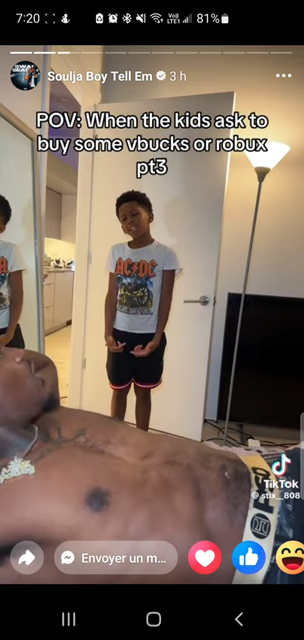 7:20
81%
Soulja Boy Tell Em
3 h
POV: When the kids ask to
buy some vbucks or robux
pt3
AC/DC
TikTok
@ stix__808
Envoyer un m...